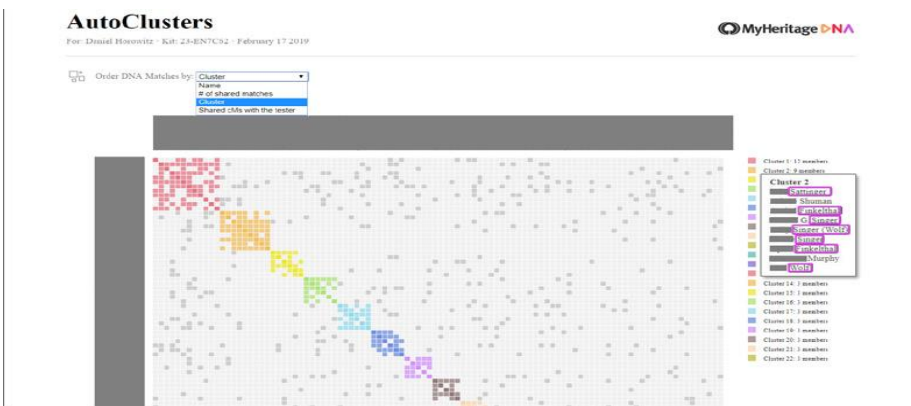 AutoClusters
MyHeritage DNA
For: Daniel Horowitz - Kit: 23-EN7C52 - February 17 2019
Order DNA Matches by: Cluster
Name
# of shared matches
Cluster
Shared cMs with the tester
Cluster 1: 12 members
Cluster 2: 9 members
Cluster 2
Sattinger
Shuman
Finkelthal
G. Singer
Singer (Wolf)
Singer
Finkelthal
Murphy
Wolf
Cluster 14: 3 members
Cluster 15: 3 members
Cluster 16: 3 members
Cluster 17: 3 members
Cluster 18: 3 members
Cluster 19: 3 members
Cluster 20: 3 members
Cluster 21: 3 members
Cluster 22: 3 members